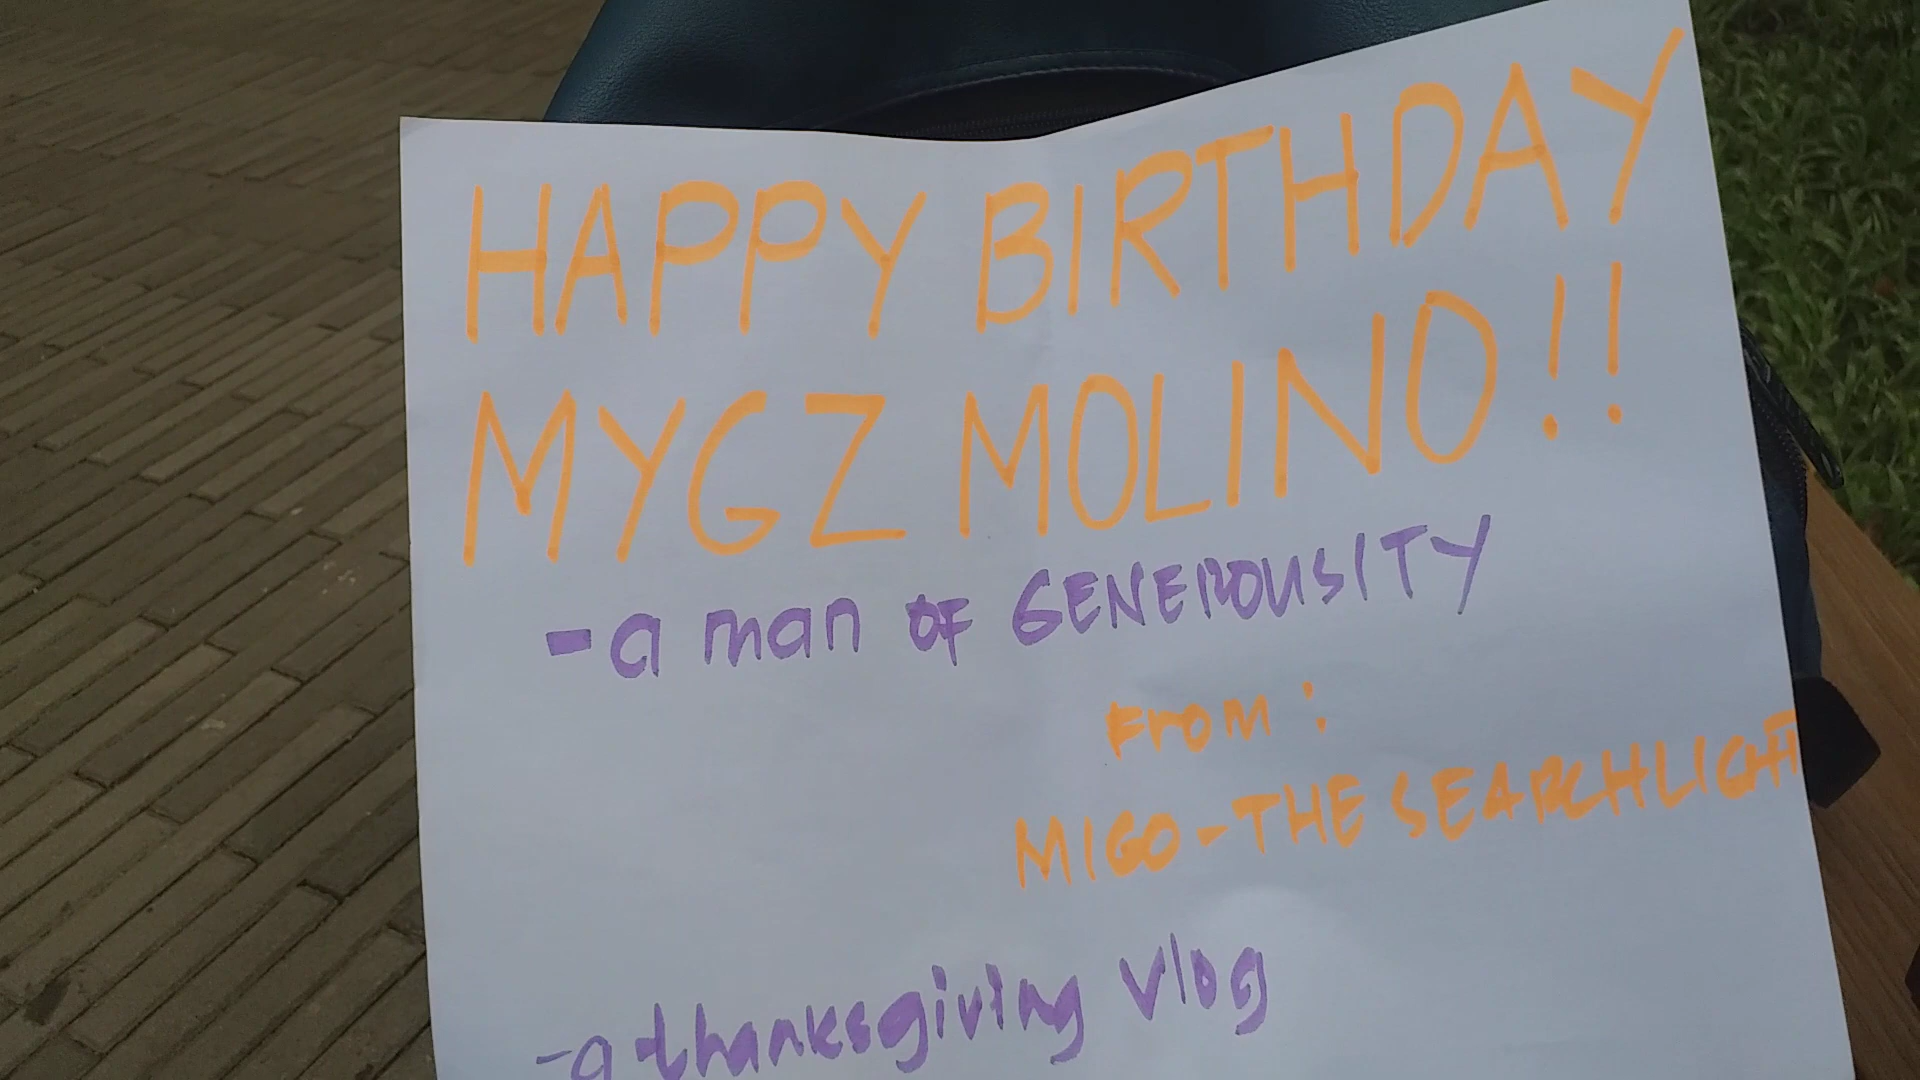 HAPPY BIRTHDAY
MYGZ MOLINO!!
-a man OF GENEROUSITY
From:
MIGO-THE SEARCHLIGHT
-a thanksgiving vlog